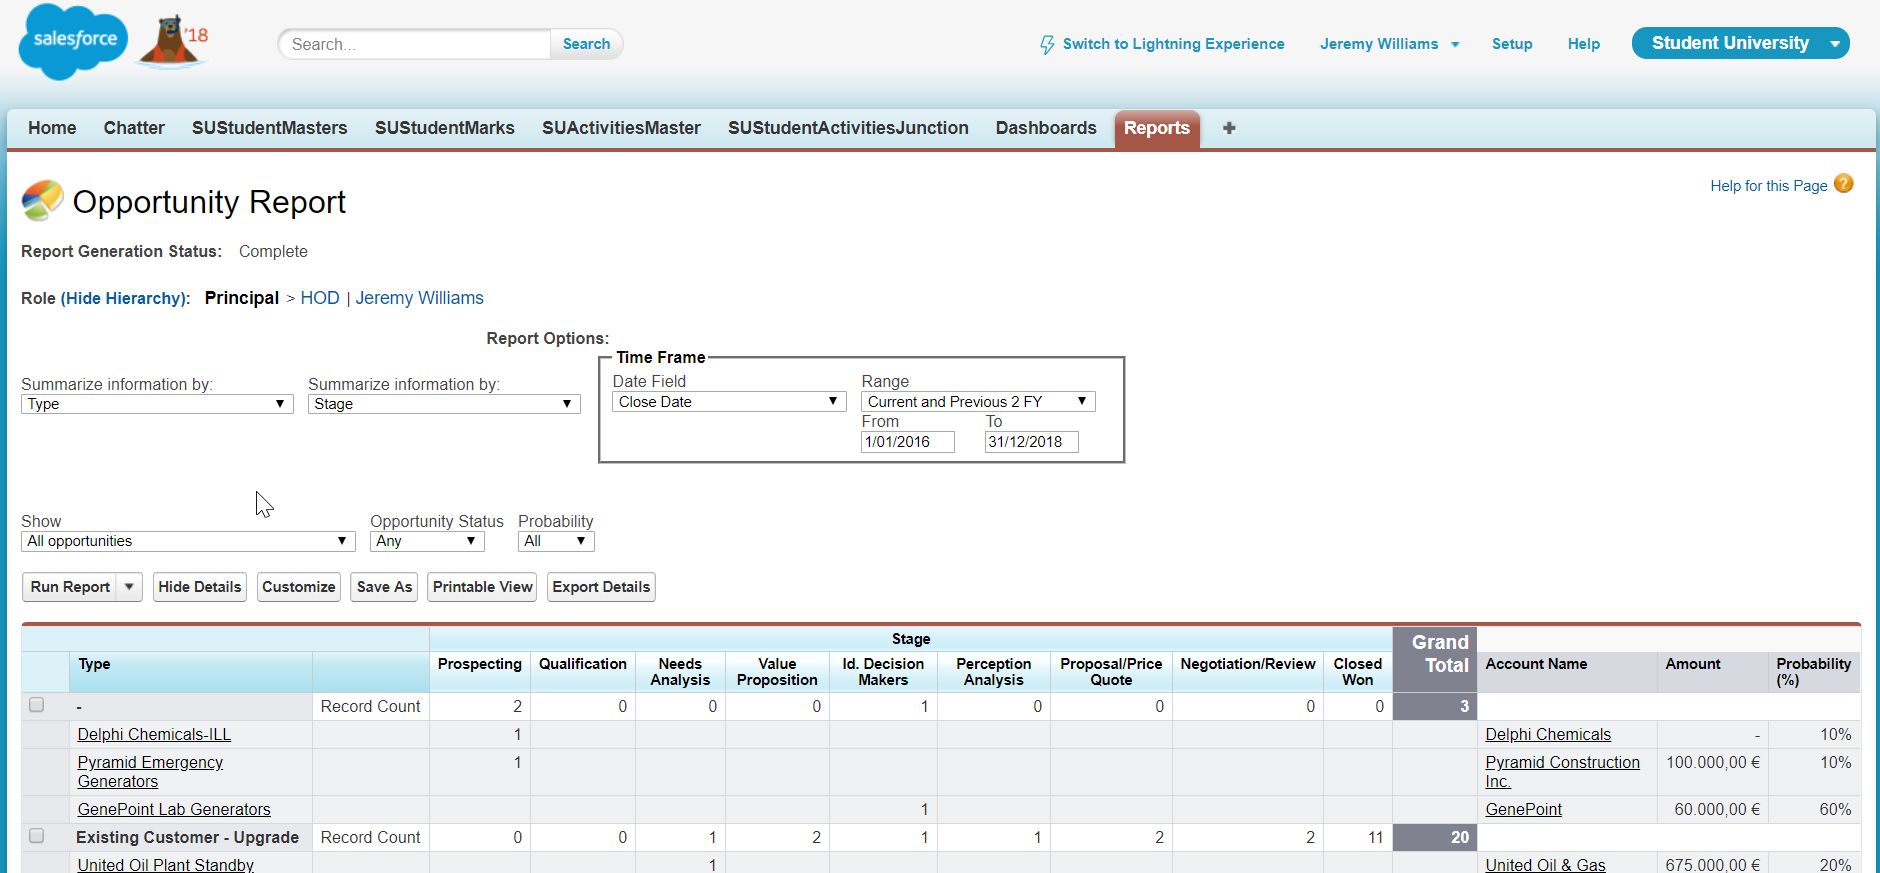 salesforce '18 Search... Search Switch to Lightning Experience Jeremy Williams Setup Help Student University
Home Chatter SUStudentMasters SUStudentMarks SUActivitiesMaster SUStudentActivitiesJunction Dashboards Reports +
Opportunity Report Help for this Page ?
Report Generation Status: Complete
Role (Hide Hierarchy): Principal > HOD | Jeremy Williams
Report Options:
Time Frame
Summarize information by: Summarize information by: Date Field Range
Type Stage Close Date Current and Previous 2 FY
From To
1/01/2016 31/12/2018
Show Opportunity Status Probability
All opportunities Any All
Run Report Hide Details Customize Save As Printable View Export Details
Stage Grand Total
Type Prospecting Qualification Needs Analysis Value Proposition Id. Decision Makers Perception Analysis Proposal/Price Quote Negotiation/Review Closed Won Account Name Amount Probability (%)
- Record Count 2 0 0 0 1 0 0 0 0 3
Delphi Chemicals-ILL 1 Delphi Chemicals - 10%
Pyramid Emergency Generators 1 Pyramid Construction Inc. 100.000,00 € 10%
GenePoint Lab Generators 1 GenePoint 60.000,00 € 60%
Existing Customer - Upgrade Record Count 0 0 1 2 1 1 2 2 11 20
United Oil Plant Standby 1 United Oil & Gas 675.000,00 € 20%